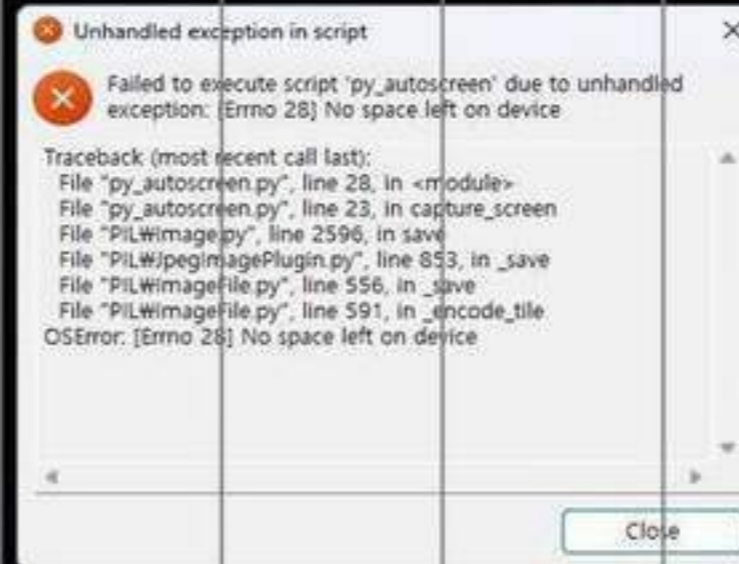 Unhandled exception in script
Failed to execute script 'py_autoscreen' due to unhandled
exception: [Errno 28] No space left on device
Traceback (most recent call last):
File "py_autoscreen.py", line 28, in <module>
File "py_autoscreen.py", line 23, in capture_screen
File "PIL₩Image.py", line 2596, in save
File "PIL₩JpegImagePlugin.py", line 853, in _save
File "PIL₩ImageFile.py", line 556, in _save
File "PIL₩ImageFile.py", line 591, in _encode_tile
OSError: [Errno 28] No space left on device
Close